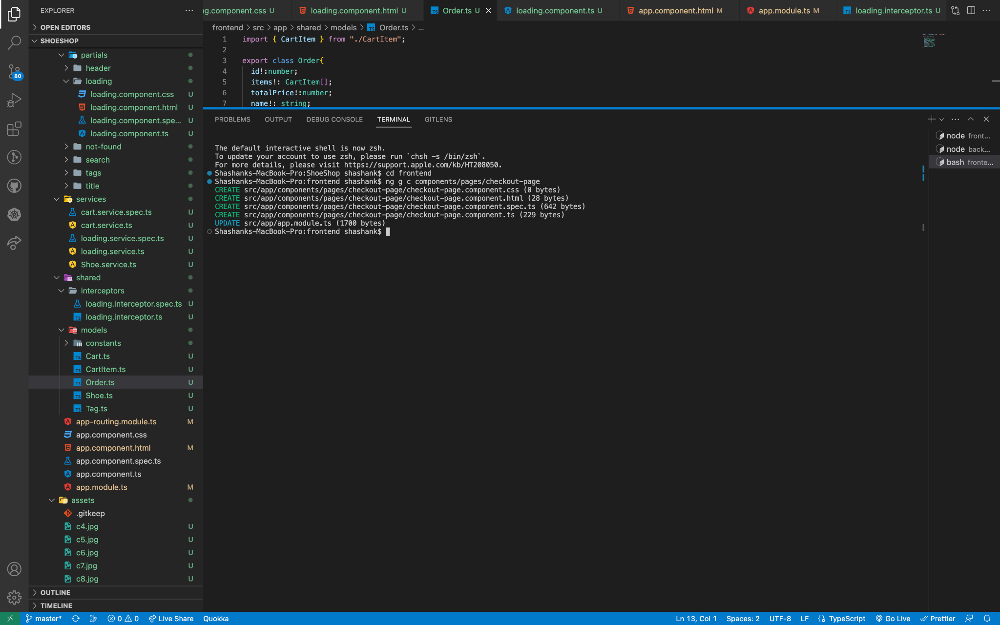 EXPLORER
OPEN EDITORS
SHOESHOP
partials
header
loading
loading.component.css U
loading.component.html U
loading.component.spe... U
loading.component.ts U
not-found
search
tags
title
services
cart.service.spec.ts U
cart.service.ts U
loading.service.spec.ts U
loading.service.ts U
Shoe.service.ts U
shared
interceptors
loading.interceptor.spec.ts U
loading.interceptor.ts U
models
constants
Cart.ts U
CartItem.ts U
Order.ts U
Shoe.ts U
Tag.ts U
app-routing.module.ts M
app.component.css
app.component.html M
app.component.spec.ts
app.component.ts
app.module.ts M
assets
.gitkeep
c4.jpg U
c5.jpg U
c6.jpg U
c7.jpg U
c8.jpg U
OUTLINE
TIMELINE
80
g.component.css U
loading.component.html U
Order.ts U
loading.component.ts U
app.component.html M
app.module.ts M
loading.interceptor.ts U
frontend > src > app > shared > models > TS Order.ts > ...
1 import { CartItem } from "./CartItem";
2
3 export class Order{
4 id!:number;
5 items!: CartItem[];
6 totalPrice!:number;
7 name!: string;
PROBLEMS OUTPUT DEBUG CONSOLE TERMINAL GITLENS
The default interactive shell is now zsh.
To update your account to use zsh, please run `chsh -s /bin/zsh`.
For more details, please visit https://support.apple.com/kb/HT208050.
Shashanks-MacBook-Pro:ShoeShop shashank$ cd frontend
Shashanks-MacBook-Pro:frontend shashank$ ng g c components/pages/checkout-page
CREATE src/app/components/pages/checkout-page/checkout-page.component.css (0 bytes)
CREATE src/app/components/pages/checkout-page/checkout-page.component.html (28 bytes)
CREATE src/app/components/pages/checkout-page/checkout-page.component.spec.ts (642 bytes)
CREATE src/app/components/pages/checkout-page/checkout-page.component.ts (229 bytes)
UPDATE src/app/app.module.ts (1700 bytes)
Shashanks-MacBook-Pro:frontend shashank$
node front...
node back...
bash fronte...
master* 0 0 Live Share Quokka
Ln 13, Col 1 Spaces: 2 UTF-8 LF TypeScript Go Live Prettier